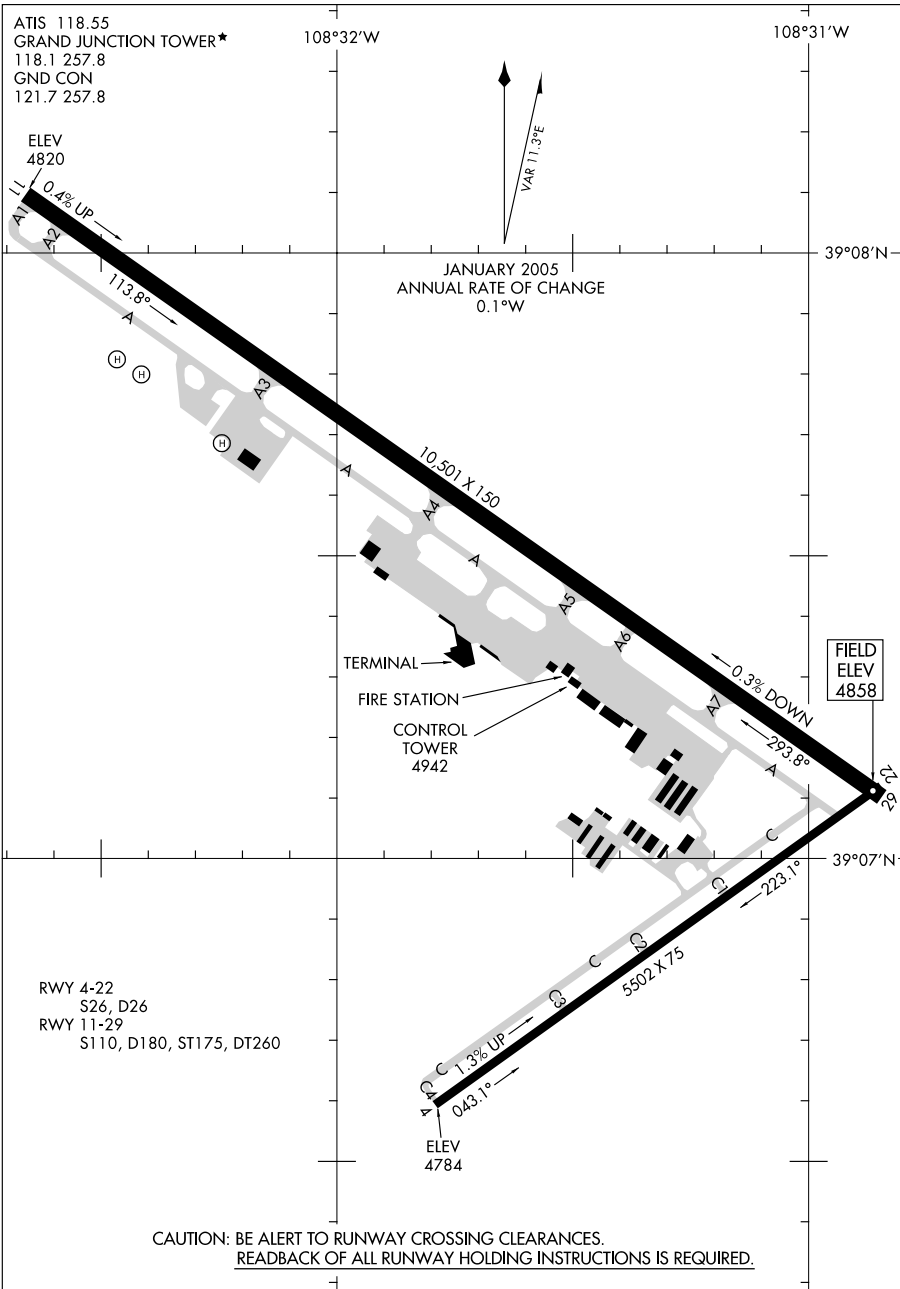 ATIS 118.55
GRAND JUNCTION TOWER★
118.1 257.8
GND CON
121.7 257.8
108°32'W
108°31'W
VAR 11.3°E
JANUARY 2005
ANNUAL RATE OF CHANGE
0.1°W
39°08'N
ELEV
4820
11
0.4% UP
A1
A2
113.8°
A
H
H
A3
H
A
10,501 X 150
A4
A
A5
A6
TERMINAL
FIRE STATION
CONTROL
TOWER
4942
A7
0.3% DOWN
293.8°
A
FIELD
ELEV
4858
22
29
C
39°07'N
223.1°
C1
C2
C
5502 X 75
C3
RWY 4-22
S26, D26
RWY 11-29
S110, D180, ST175, DT260
1.3% UP
C
C4
4
043.1°
ELEV
4784
CAUTION: BE ALERT TO RUNWAY CROSSING CLEARANCES.
READBACK OF ALL RUNWAY HOLDING INSTRUCTIONS IS REQUIRED.